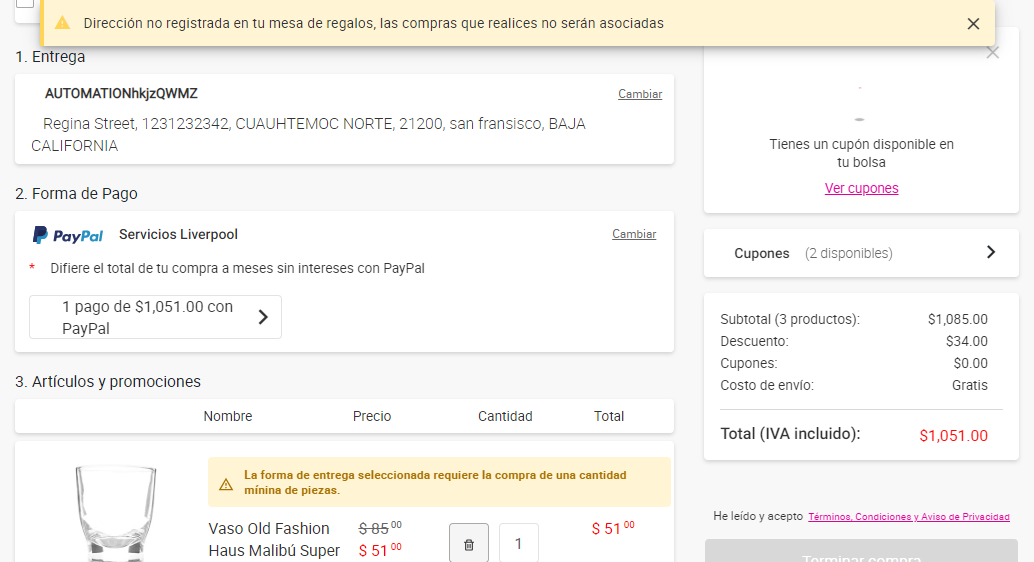 Dirección no registrada en tu mesa de regalos, las compras que realices no serán asociadas
1. Entrega
AUTOMATIONhkjzQWMZ
Cambiar
Regina Street, 1231232342, CUAUHTEMOC NORTE, 21200, san fransisco, BAJA
CALIFORNIA
2. Forma de Pago
PayPal Servicios Liverpool
Cambiar
* Difiere el total de tu compra a meses sin intereses con PayPal
1 pago de $1,051.00 con
PayPal
3. Artículos y promociones
Nombre Precio Cantidad Total
La forma de entrega seleccionada requiere la compra de una cantidad
mínina de piezas.
Vaso Old Fashion
Haus Malibú Super
$ 85 00
$ 51 00
1
$ 51 00
Tienes un cupón disponible en
tu bolsa
Ver cupones
Cupones (2 disponibles)
Subtotal (3 productos): $1,085.00
Descuento: $34.00
Cupones: $0.00
Costo de envío: Gratis
Total (IVA incluido): $1,051.00
He leído y acepto Términos, Condiciones y Aviso de Privacidad
Terminar compra